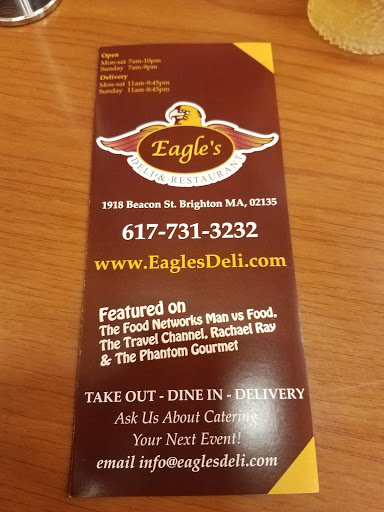 Open
Mon-sat 7am-10pm
Sunday 7am-9pm
Delivery
Mon-sat 11am-9:45pm
Sunday 11am-8:45pm
Eagle's
DELI & RESTAURANT
1918 Beacon St. Brighton MA, 02135
617-731-3232
www.EaglesDeli.com
Featured on
The Food Networks Man vs Food,
The Travel Channel, Rachael Ray
& The Phantom Gourmet
TAKE OUT - DINE IN - DELIVERY
Ask Us About Catering
Your Next Event!
email info@eaglesdeli.com